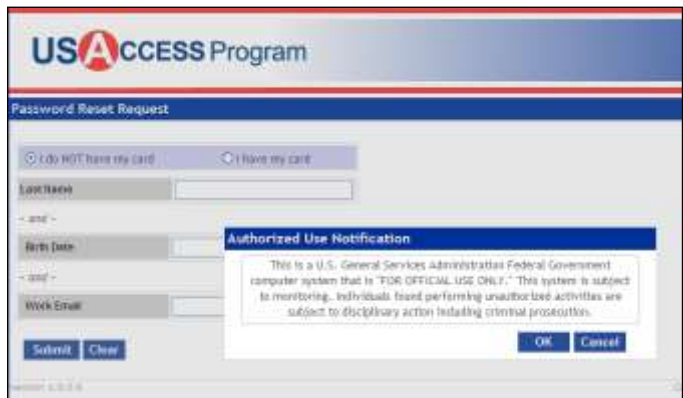 USACCESS Program
Password Reset Request
I do NOT have my card
I have my card
Last Name
- and -
Birth Date
- and -
Work Email
Submit
Clear
Authorized Use Notification
This is a U.S. General Services Administration Federal Government
computer system that is "FOR OFFICIAL USE ONLY." This system is subject
to monitoring. Individuals found performing unauthorized activities are
subject to disciplinary action including criminal prosecution.
OK
Cancel